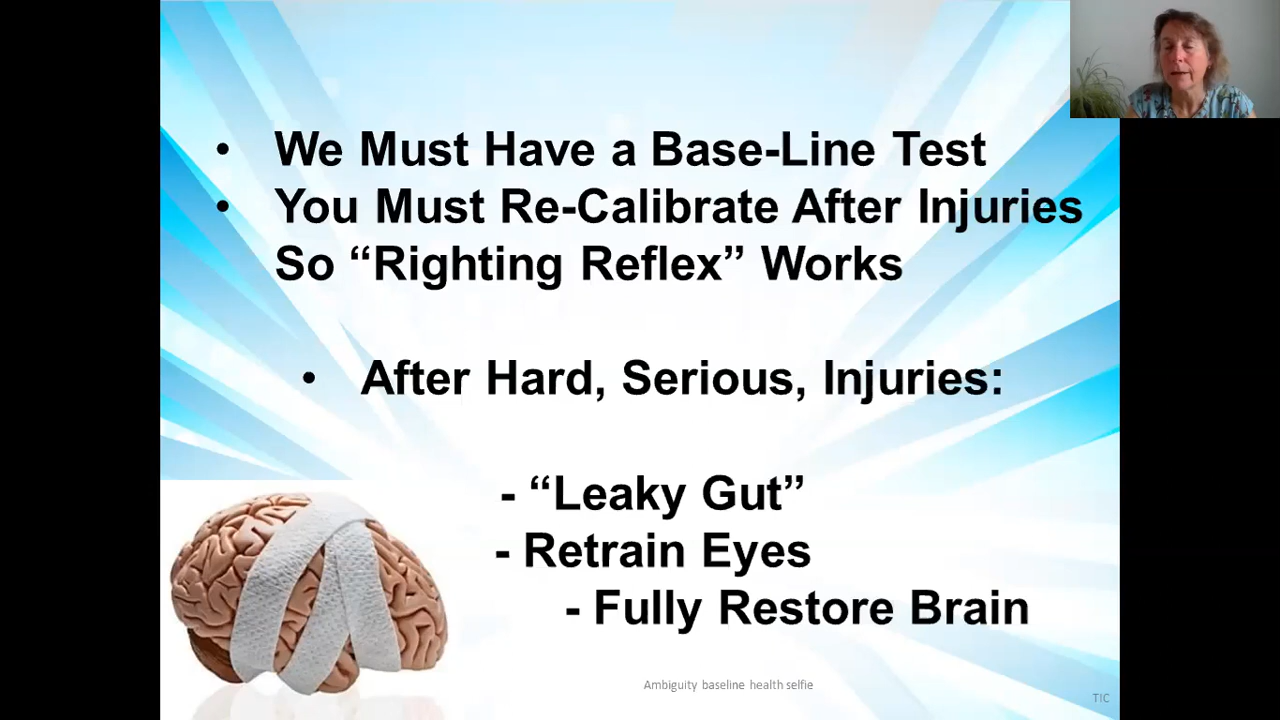 • We Must Have a Base-Line Test
• You Must Re-Calibrate After Injuries
So “Righting Reflex” Works
• After Hard, Serious, Injuries:
- “Leaky Gut”
- Retrain Eyes
- Fully Restore Brain
Ambiguity baseline health selfie
TIC